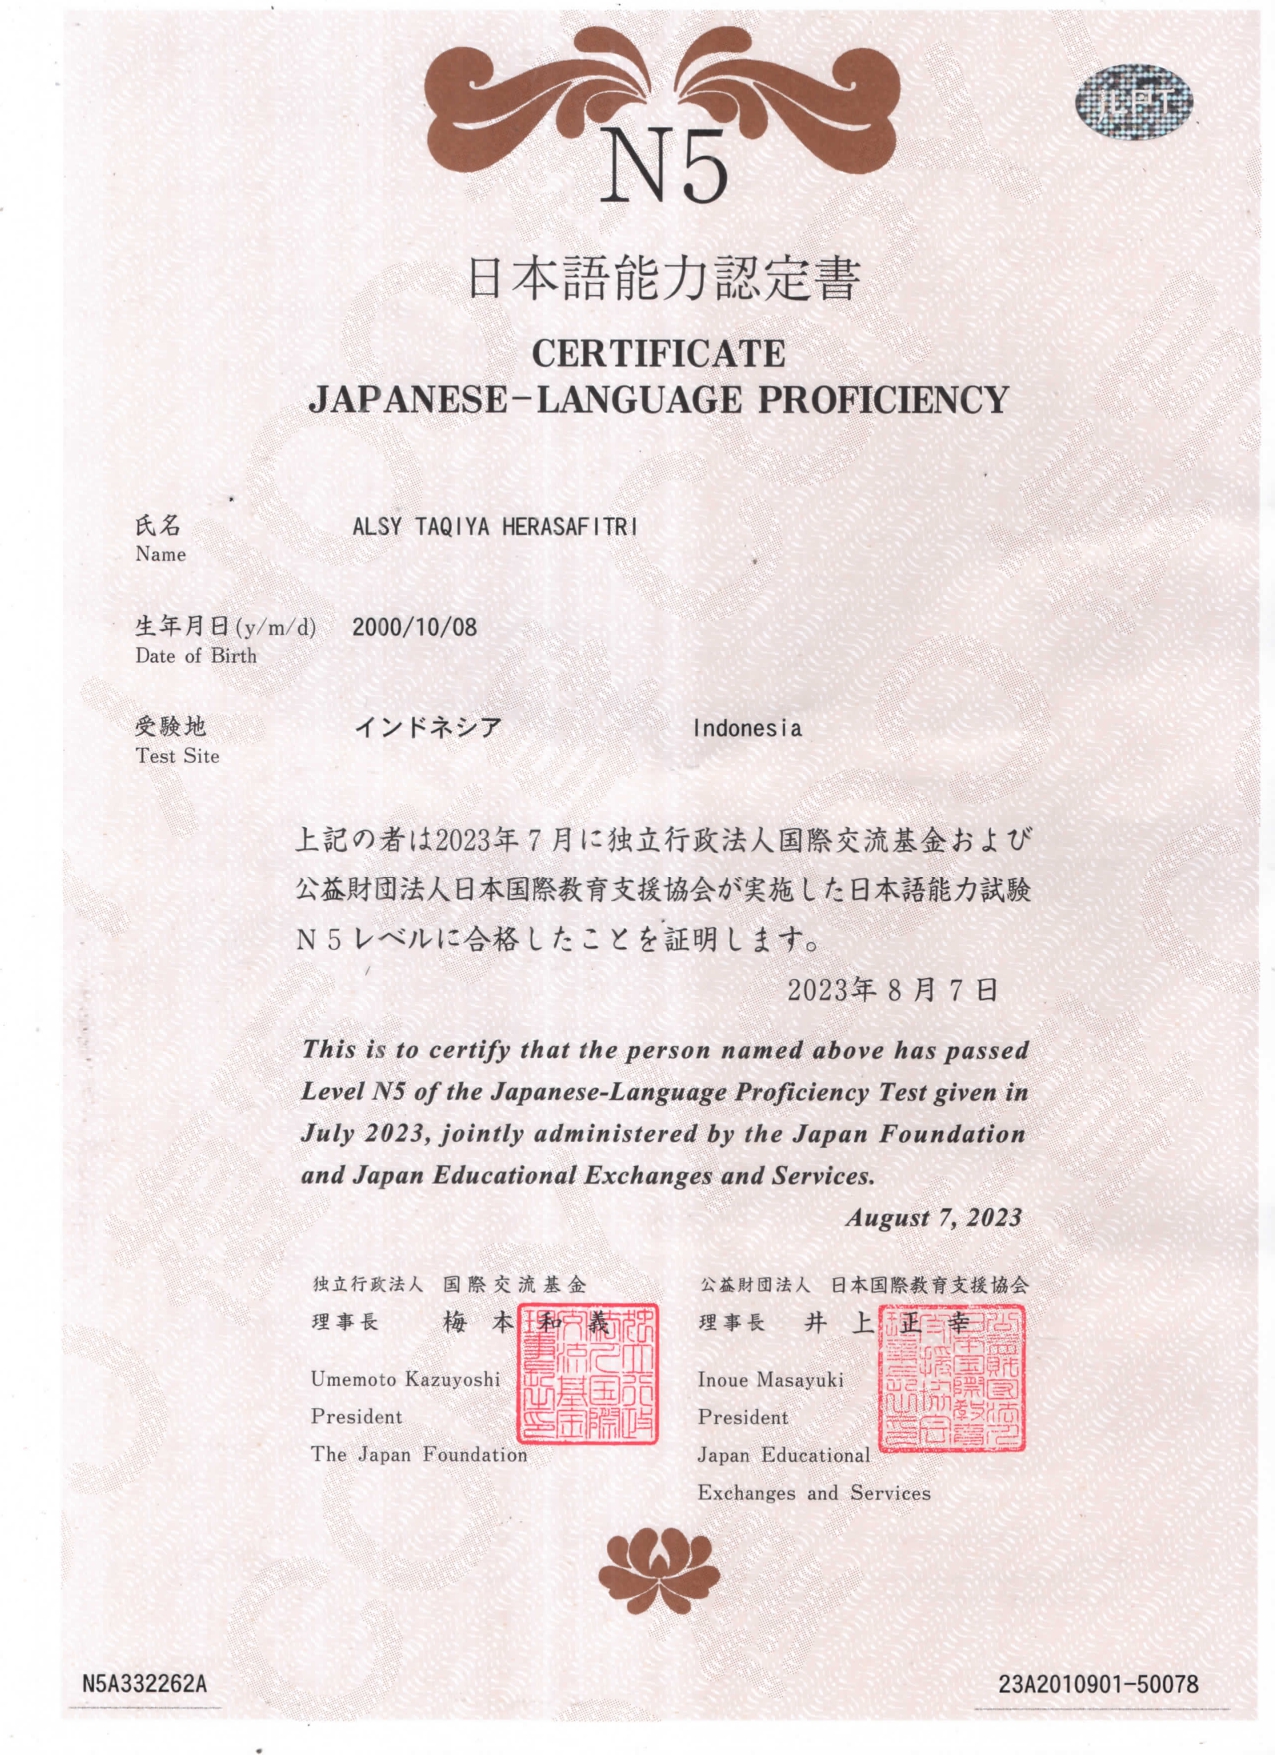 JLPT
N5
日本語能力認定書
CERTIFICATE
JAPANESE-LANGUAGE PROFICIENCY
氏名 ALSY TAQIYA HERASAFITRI
Name
生年月日(y/m/d) 2000/10/08
Date of Birth
受験地 インドネシア Indonesia
Test Site
上記の者は2023年7月に独立行政法人国際交流基金および
公益財団法人日本国際教育支援協会が実施した日本語能力試験
N5レベルに合格したことを証明します。
2023年8月7日
This is to certify that the person named above has passed
Level N5 of the Japanese-Language Proficiency Test given in
July 2023, jointly administered by the Japan Foundation
and Japan Educational Exchanges and Services.
August 7, 2023
独立行政法人 国際交流基金
理事長 梅本和義
Umemoto Kazuyoshi
President
The Japan Foundation
公益財団法人 日本国際教育支援協会
理事長 井上正幸
Inoue Masayuki
President
Japan Educational
Exchanges and Services
N5A332262A
23A2010901-50078